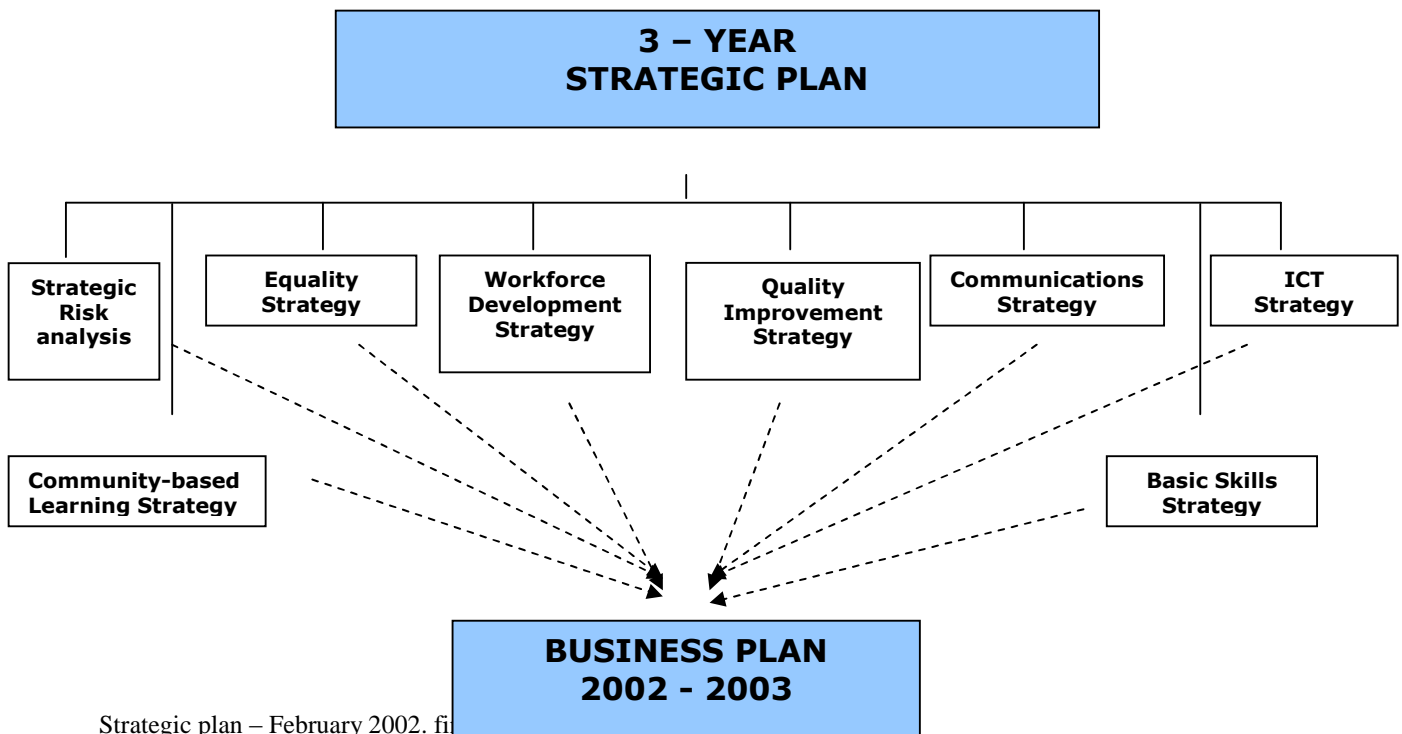 3 – YEAR
STRATEGIC PLAN
Strategic
Risk
analysis
Equality
Strategy
Workforce
Development
Strategy
Quality
Improvement
Strategy
Communications
Strategy
ICT
Strategy
Community-based
Learning Strategy
Basic Skills
Strategy
BUSINESS PLAN
2002 - 2003
Strategic plan – February 2002.